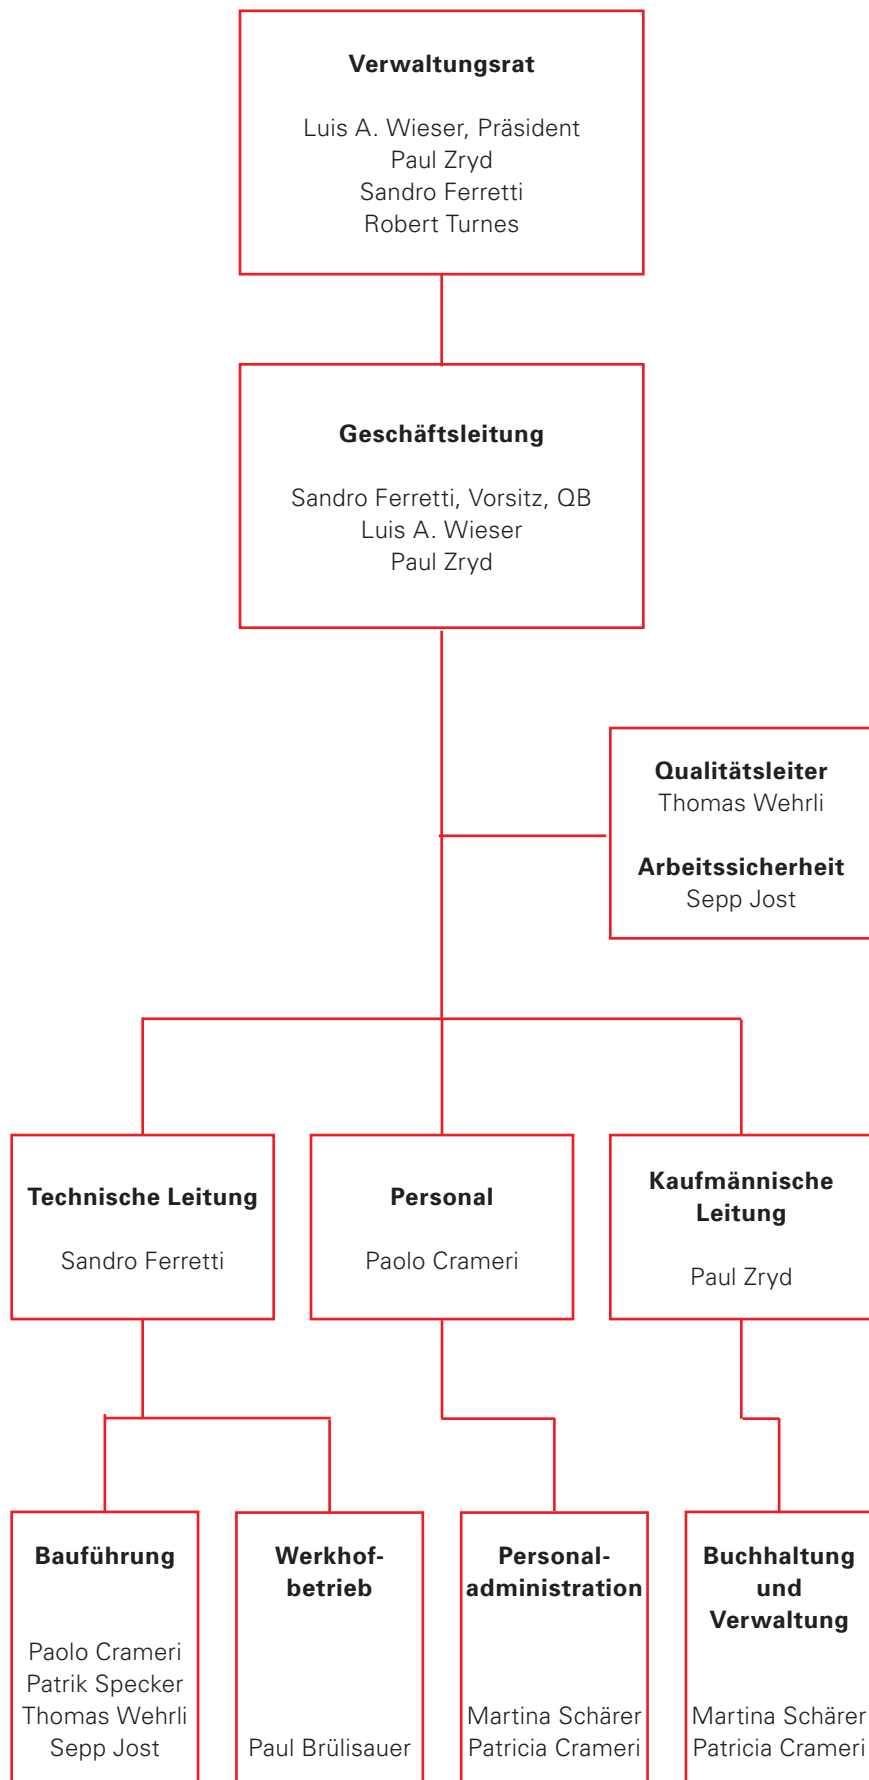 Verwaltungsrat
Luis A. Wieser, Präsident
Paul Zryd
Sandro Ferretti
Robert Turnes
Geschäftsleitung
Sandro Ferretti, Vorsitz, QB
Luis A. Wieser
Paul Zryd
Qualitätsleiter
Thomas Wehrli
Arbeitssicherheit
Sepp Jost
Technische Leitung
Sandro Ferretti
Personal
Paolo Crameri
Kaufmännische
Leitung
Paul Zryd
Bauführung
Paolo Crameri
Patrik Specker
Thomas Wehrli
Sepp Jost
Werkhof-
betrieb
Paul Brülisauer
Personal-
administration
Martina Schärer
Patricia Crameri
Buchhaltung
und
Verwaltung
Martina Schärer
Patricia Crameri